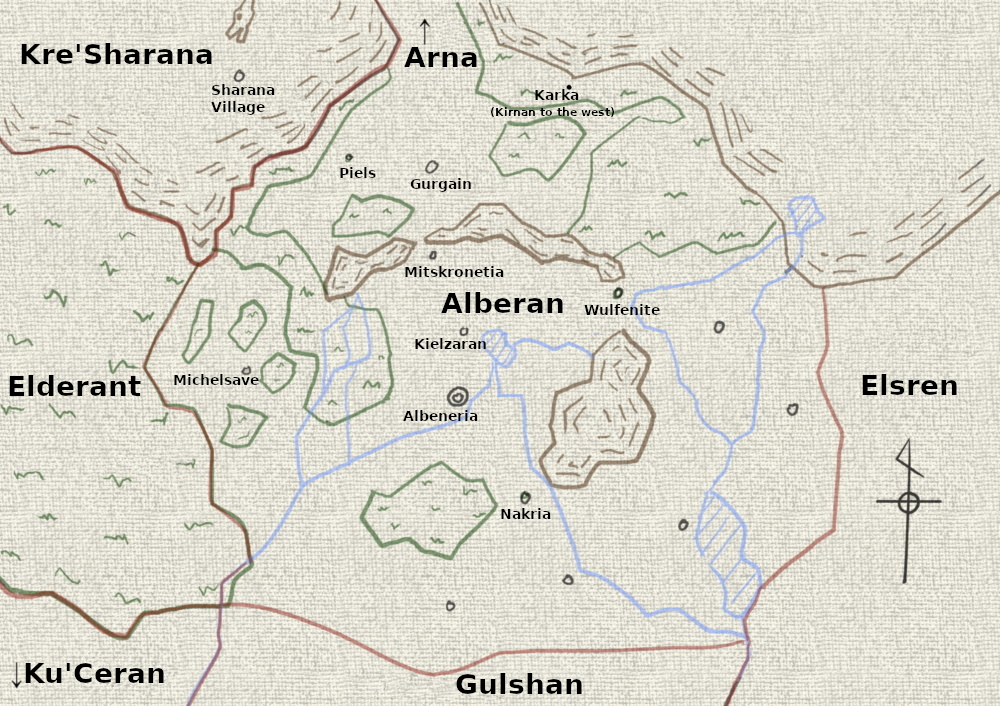 Kre'Sharana
↑
Arna
Sharana
Village
Karka
(Kirnan to the west)
Piels
Gurgain
Mitskronetia
Alberan
Wulfenite
Kielzaran
Michelsave
Elderant
Elsren
Albeneria
Nakria
↓Ku'Ceran
Gulshan